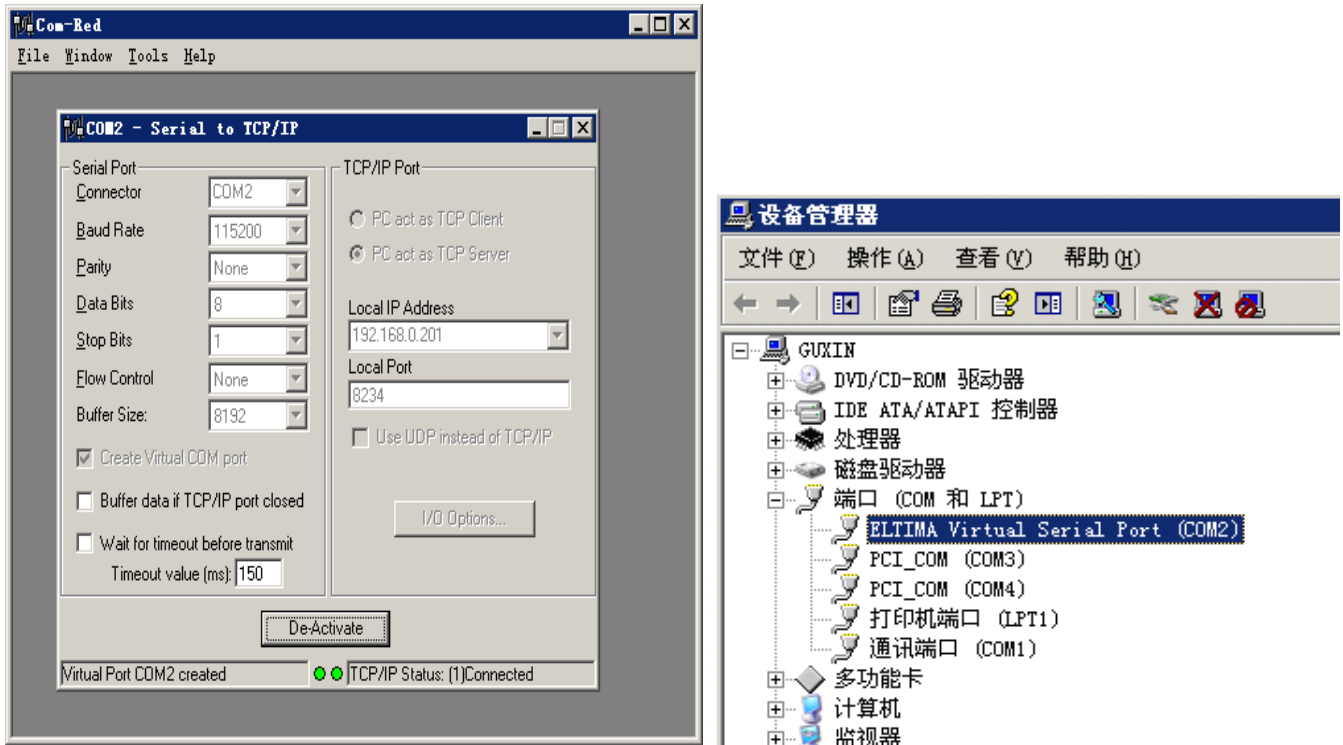 Com-Red
File Window Tools Help
COM2 - Serial to TCP/IP
Serial Port
Connector COM2
Baud Rate 115200
Parity None
Data Bits 8
Stop Bits 1
Flow Control None
Buffer Size: 8192
Create Virtual COM port
Buffer data if TCP/IP port closed
Wait for timeout before transmit
Timeout value (ms): 150
TCP/IP Port
PC act as TCP Client
PC act as TCP Server
Local IP Address
192.168.0.201
Local Port
8234
Use UDP instead of TCP/IP
I/O Options...
De-Activate
Virtual Port COM2 created
TCP/IP Status: (1)Connected
设备管理器
文件(F) 操作(A) 查看(V) 帮助(H)
GUXIN
DVD/CD-ROM 驱动器
IDE ATA/ATAPI 控制器
处理器
磁盘驱动器
端口 (COM 和 LPT)
ELTIMA Virtual Serial Port (COM2)
PCI_COM (COM3)
PCI_COM (COM4)
打印机端口 (LPT1)
通讯端口 (COM1)
多功能卡
计算机
监视器